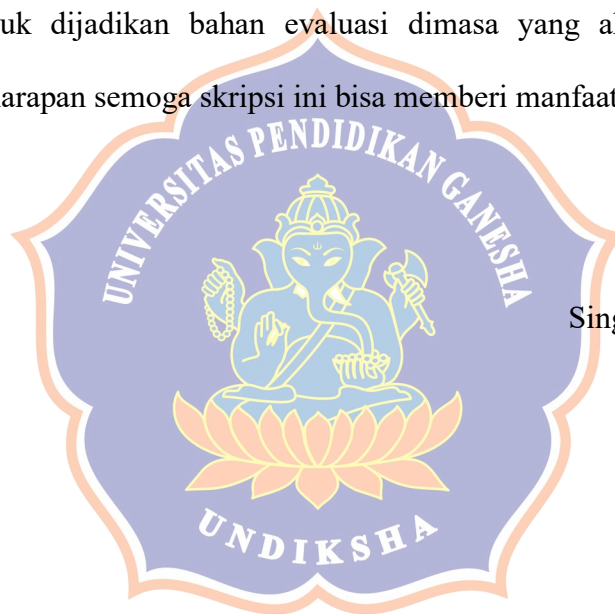 uk dijadikan bahan evaluasi dimasa yang a
arapan semoga skripsi ini bisa memberi manfaat
UNIVERSITAS PENDIDIKAN GANESHA
Sing
UNDIKSHA